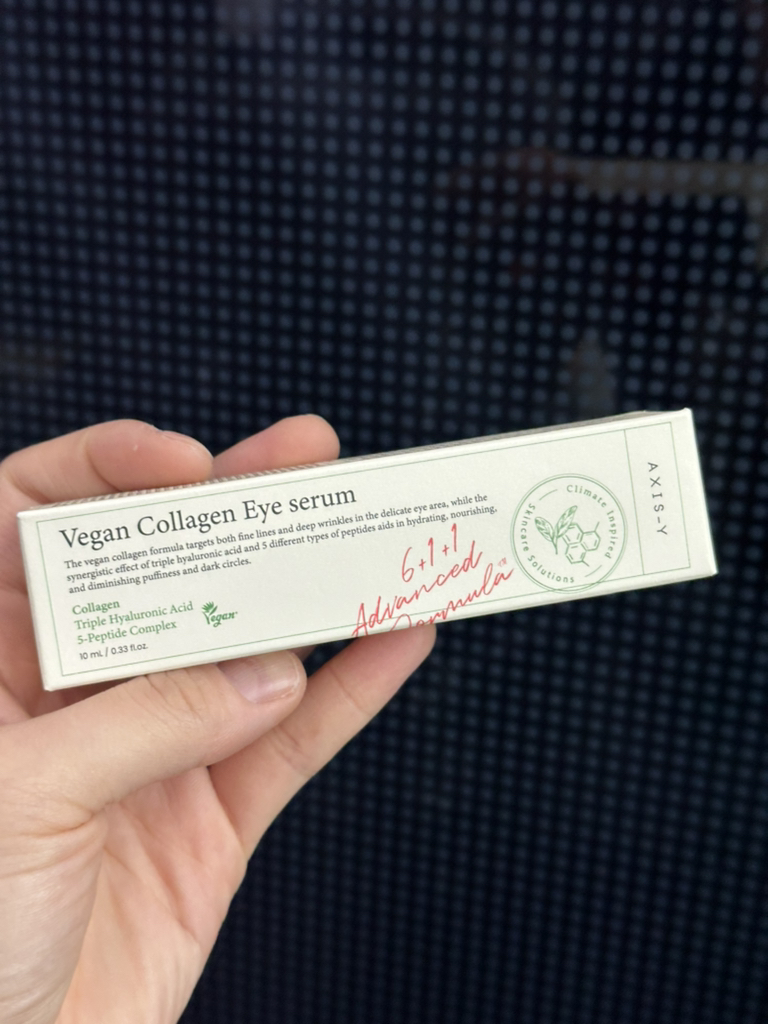 Vegan Collagen Eye serum
The vegan collagen formula targets both fine lines and deep wrinkles in the delicate eye area, while the
synergistic effect of triple hyaluronic acid and 5 different types of peptides aids in hydrating, nourishing,
and diminishing puffiness and dark circles.
Collagen
Triple Hyaluronic Acid
5-Peptide Complex
Vegan
10 mL / 0.33 fl.oz.
6+1+1
Advanced
Formula™
Climate Inspired
Skincare Solutions
AXIS-Y